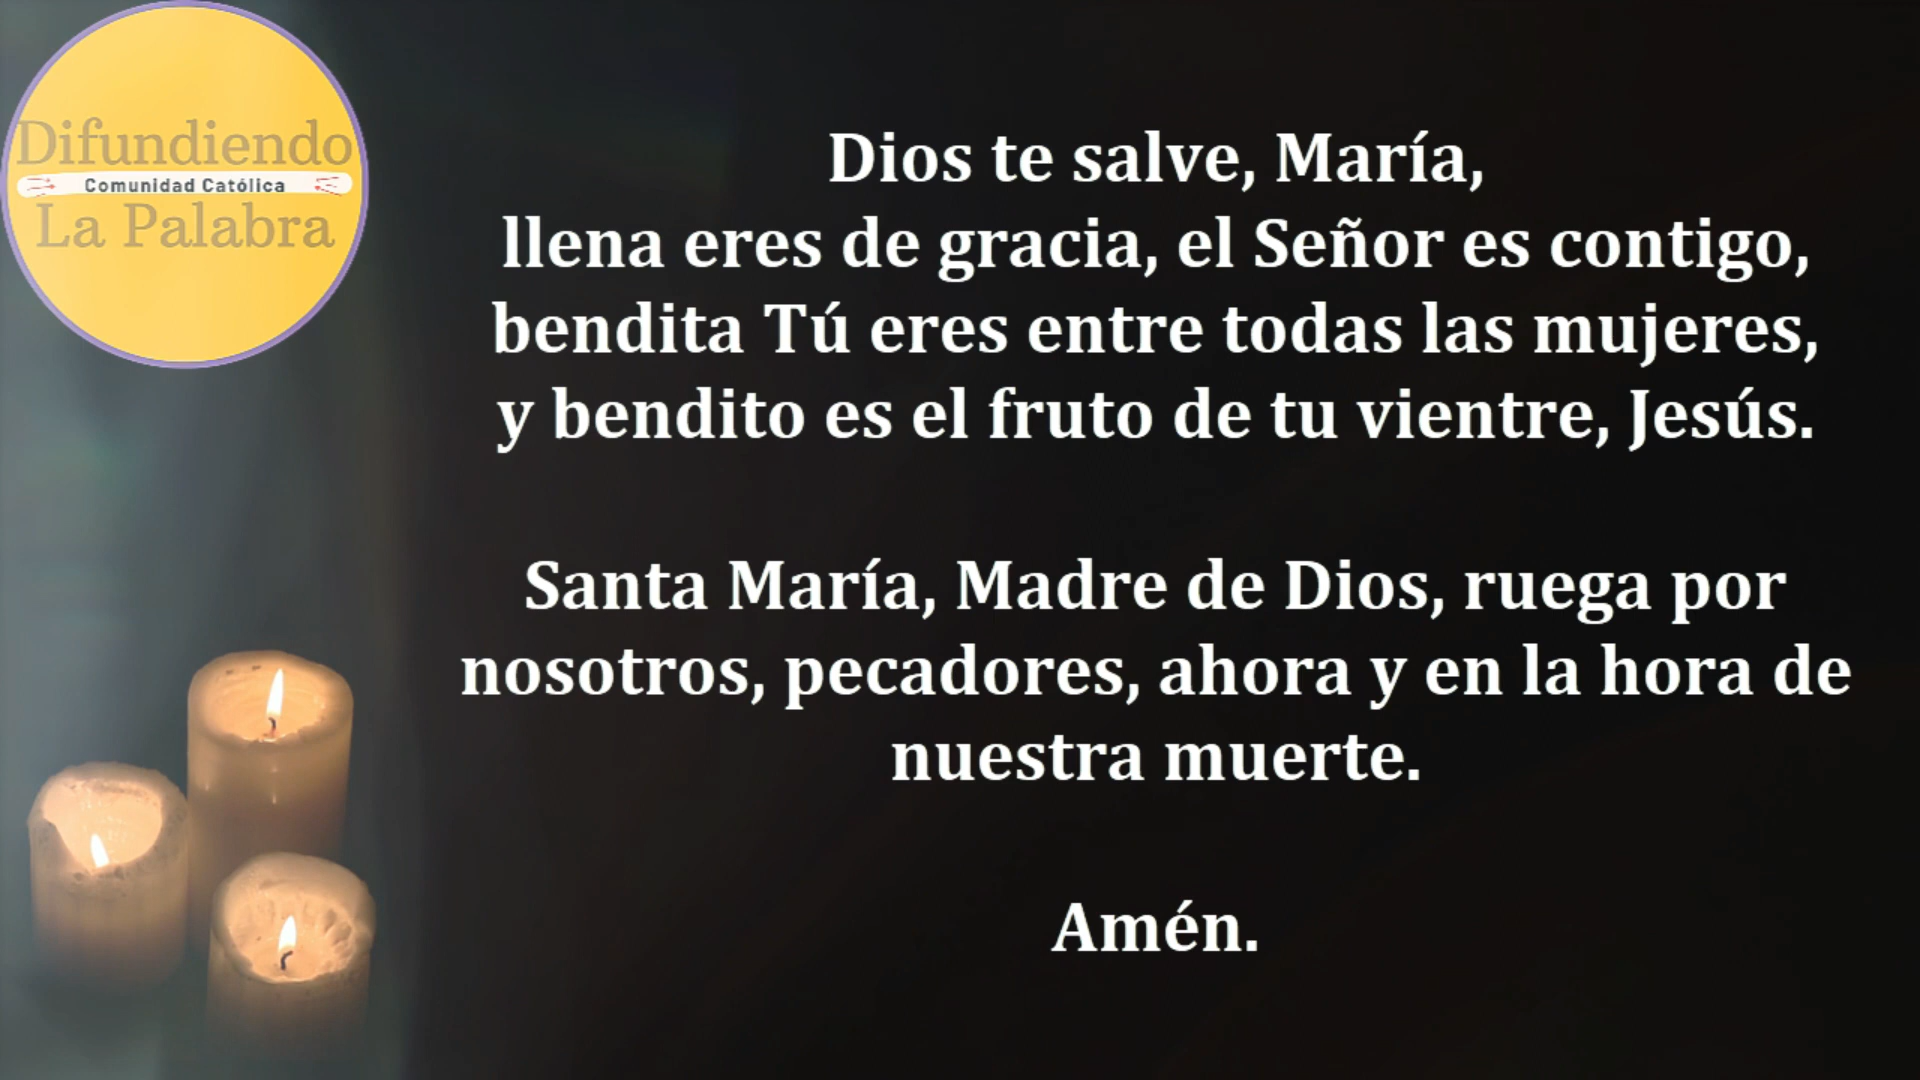 Difundiendo
Comunidad Católica
La Palabra
Dios te salve, María,
llena eres de gracia, el Señor es contigo,
bendita Tú eres entre todas las mujeres,
y bendito es el fruto de tu vientre, Jesús.
Santa María, Madre de Dios, ruega por
nosotros, pecadores, ahora y en la hora de
nuestra muerte.
Amén.